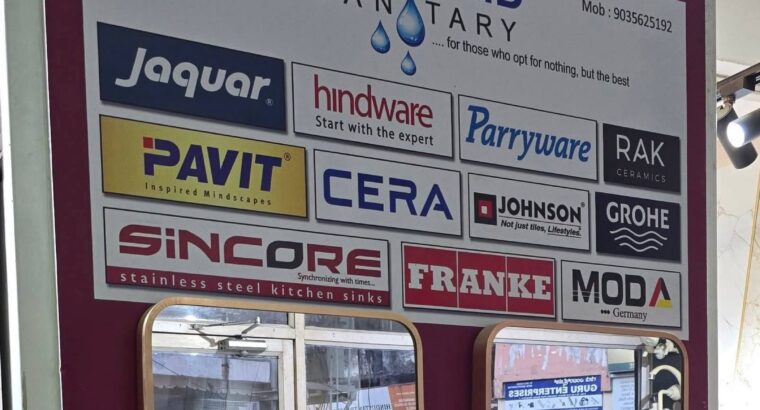 Mob : 9035625192
.... for those who opt for nothing, but the best
Jaquar®
hindware
Start with the expert
Parryware®
RAK
CERAMICS
PAVIT®
Inspired Mindscapes
CERA
JOHNSON®
Not just tiles, Lifestyles.
GROHE
SiNCORE
Synchronizing with times...
stainless steel kitchen sinks
FRANKE
MODA
Germany
GURU ENTERPRISES